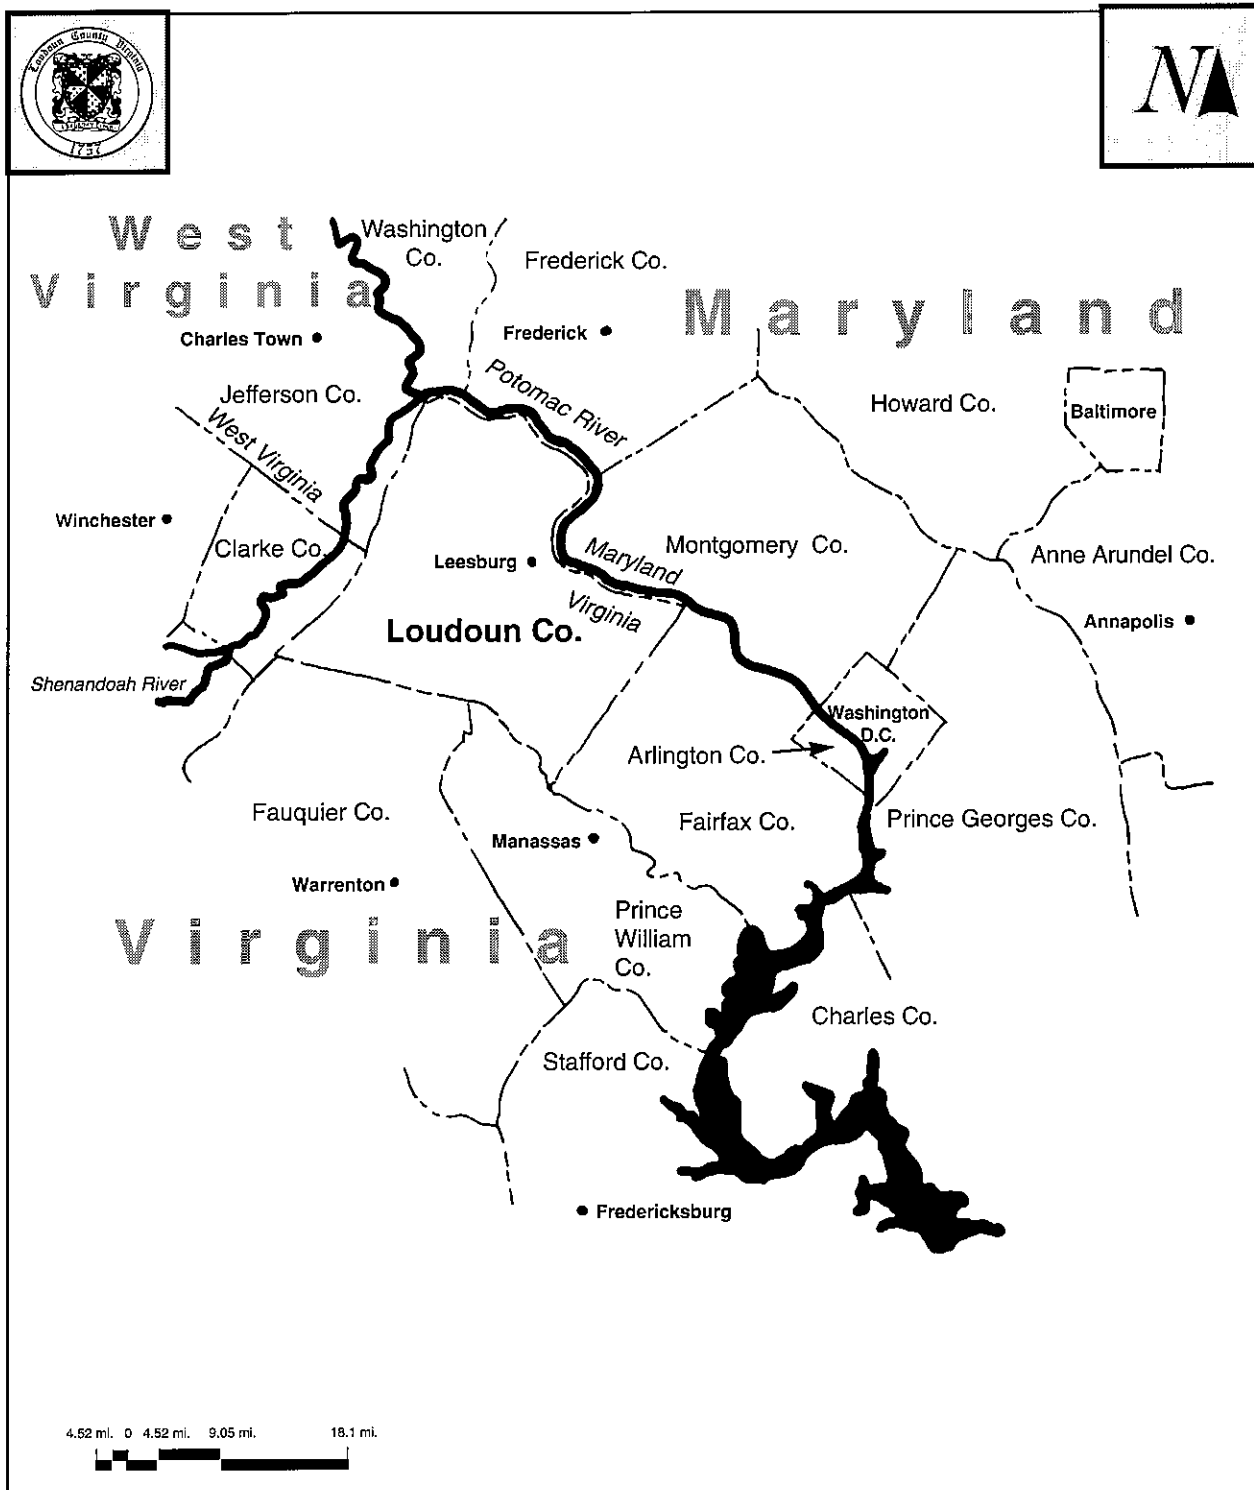 Loudoun County Virginia
1757
N
West
Virginia
Washington
Co.
Frederick Co.
Maryland
Charles Town
Frederick
Jefferson Co.
Potomac River
Howard Co.
Baltimore
West Virginia
Winchester
Clarke Co.
Leesburg
Maryland
Virginia
Montgomery Co.
Anne Arundel Co.
Annapolis
Loudoun Co.
Shenandoah River
Washington
D.C.
Arlington Co.
Fauquier Co.
Fairfax Co.
Prince Georges Co.
Manassas
Warrenton
Virginia
Prince
William
Co.
Charles Co.
Stafford Co.
Fredericksburg
4.52 mi. 0 4.52 mi. 9.05 mi. 18.1 mi.